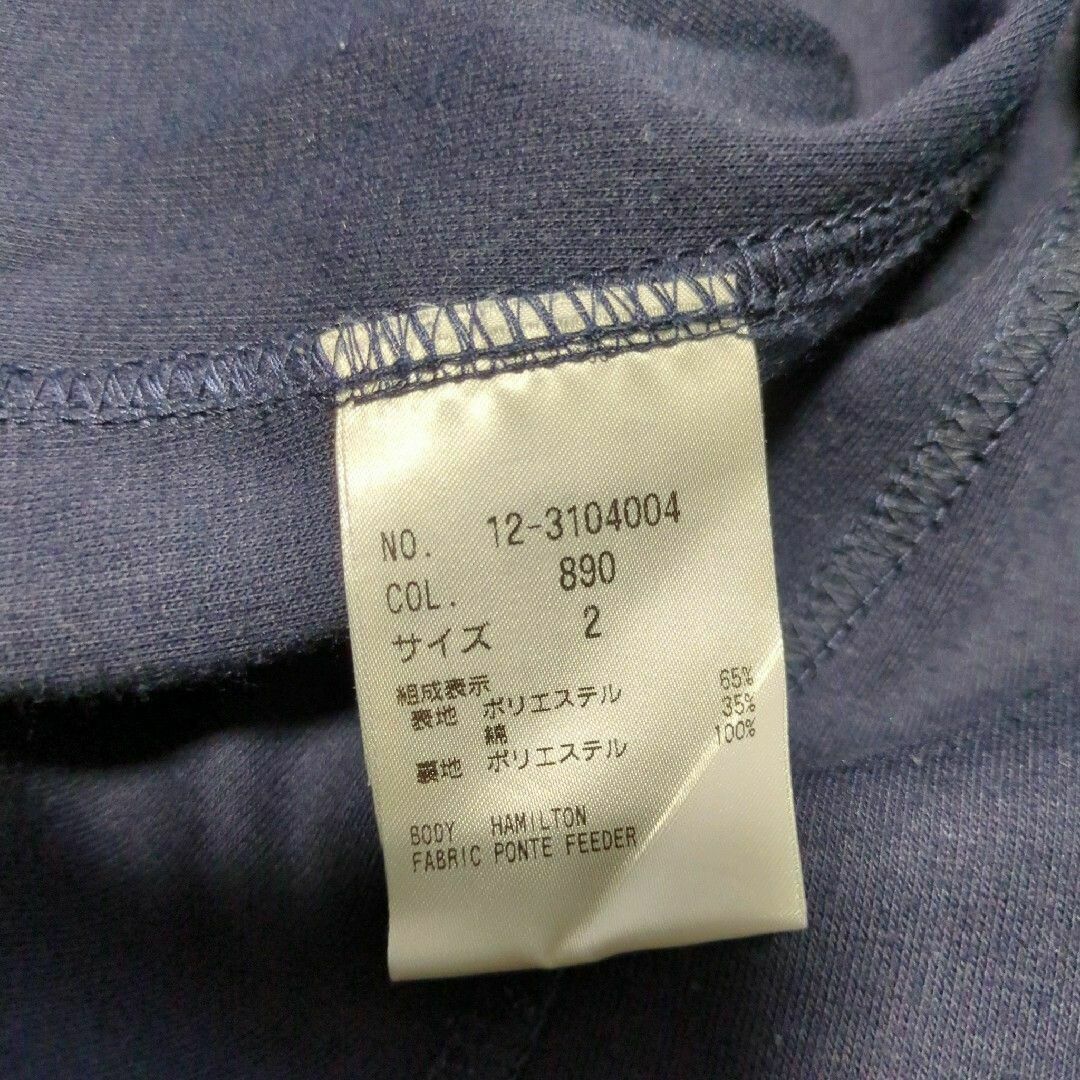 NO. 12-3104004
COL. 890
サイズ 2
組成表示
表地 ポリエステル 65%
綿 35%
裏地 ポリエステル 100%
BODY HAMILTON
FABRIC PONTE FEEDER